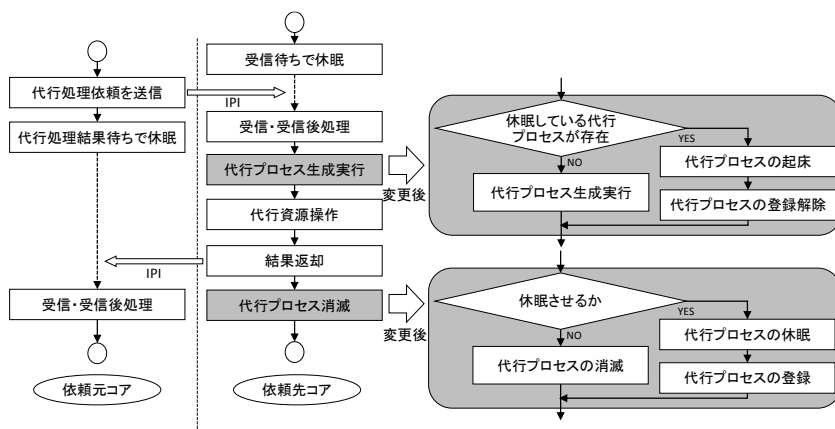 代行処理依頼を送信
代行処理結果待ちで休眠
受信・受信後処理
依頼元コア
IPI
IPI
受信待ちで休眠
受信・受信後処理
代行プロセス生成実行
代行資源操作
結果返却
代行プロセス消滅
依頼先コア
変更後
変更後
休眠している代行
プロセスが存在
YES
NO
代行プロセスの起床
代行プロセス生成実行
代行プロセスの登録解除
休眠させるか
YES
NO
代行プロセスの休眠
代行プロセスの消滅
代行プロセスの登録